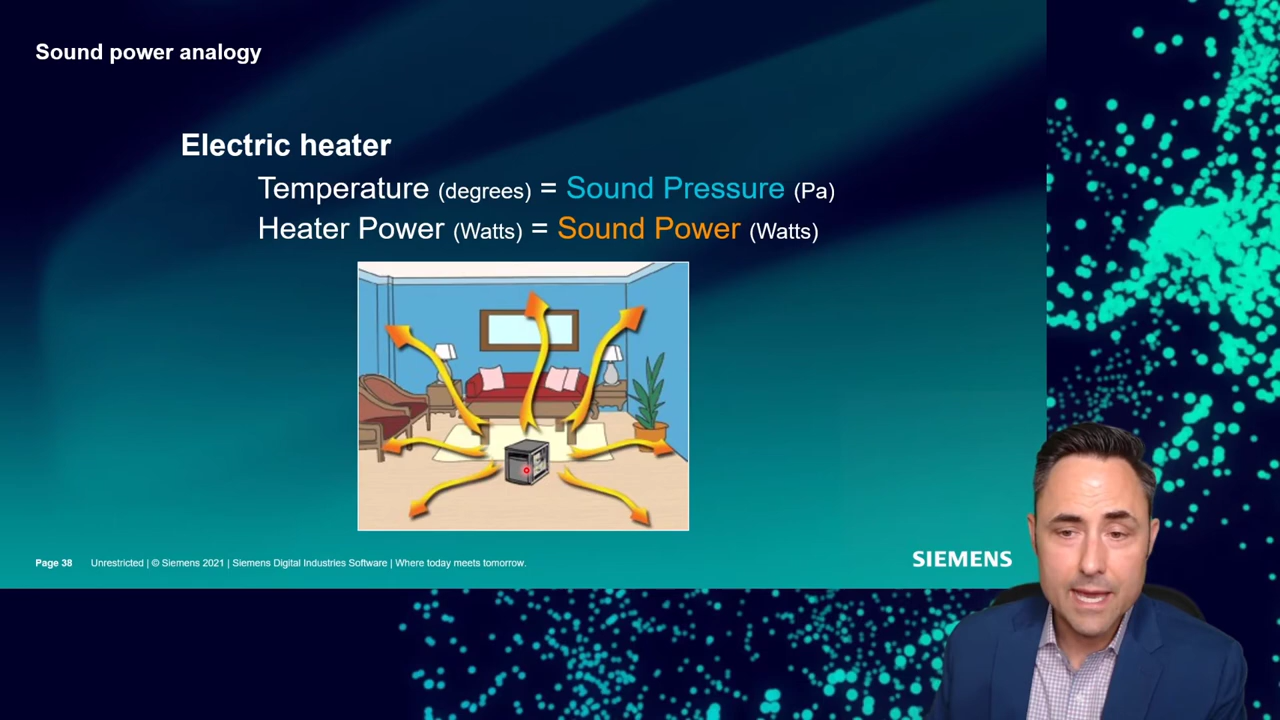 Sound power analogy
Electric heater
Temperature (degrees) = Sound Pressure (Pa)
Heater Power (Watts) = Sound Power (Watts)
Page 38 Unrestricted | © Siemens 2021 | Siemens Digital Industries Software | Where today meets tomorrow.
SIEMENS